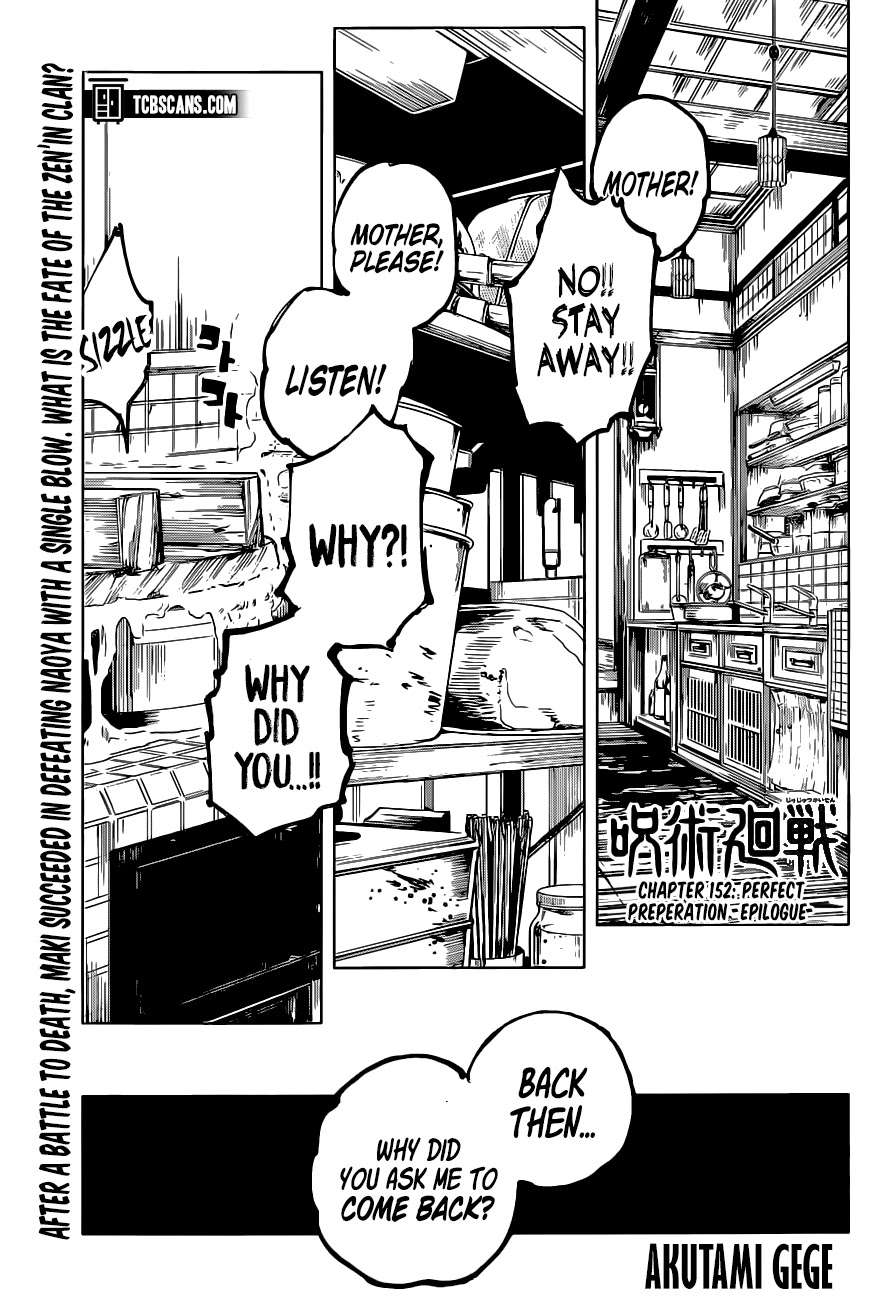 AFTER A BATTLE TO DEATH, MAKI SUCCEEDED IN DEFEATING NAOYA WITH A SINGLE BLOW. WHAT IS THE FATE OF THE ZEN'IN CLAN?
TCBSCANS.COM
MOTHER!
NO!!
STAY
AWAY!!
MOTHER,
PLEASE!
LISTEN!
WHY?!
WHY
DID
YOU...!!
SIZZLE
コト
コト
じゅじゅつかいせん
呪術廻戦
CHAPTER 152: PERFECT
PREPERATION -EPILOGUE-
BACK
THEN...
WHY DID
YOU ASK ME TO
COME BACK?
AKUTAMI GEGE